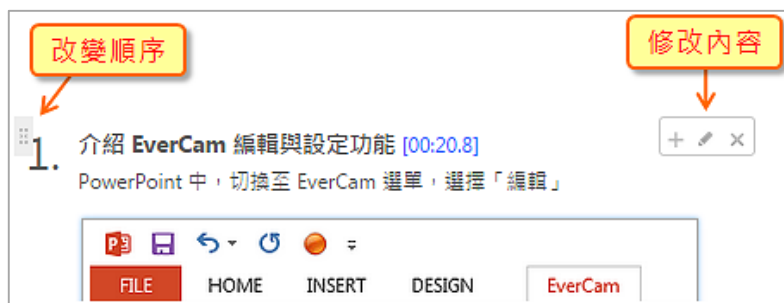 改變順序
修改內容
1. 介紹 EverCam 編輯與設定功能 [00:20.8]
PowerPoint 中，切換至 EverCam 選單，選擇「編輯」
FILE HOME INSERT DESIGN EverCam